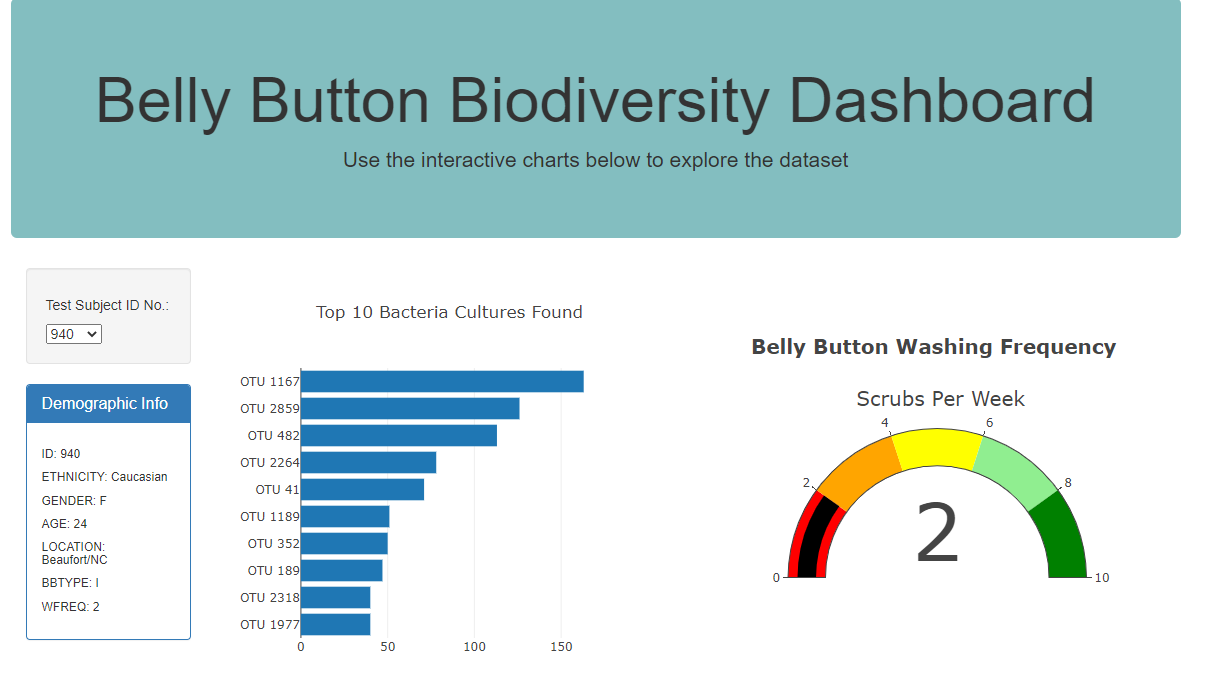 Belly Button Biodiversity Dashboard
Use the interactive charts below to explore the dataset
Test Subject ID No.:
940
Demographic Info
ID: 940
ETHNICITY: Caucasian
GENDER: F
AGE: 24
LOCATION:
Beaufort/NC
BBTYPE: I
WFREQ: 2
Top 10 Bacteria Cultures Found
OTU 1167
OTU 2859
OTU 482
OTU 2264
OTU 41
OTU 1189
OTU 352
OTU 189
OTU 2318
OTU 1977
0 50 100 150
Belly Button Washing Frequency
Scrubs Per Week
0 2 4 6 8 10
2